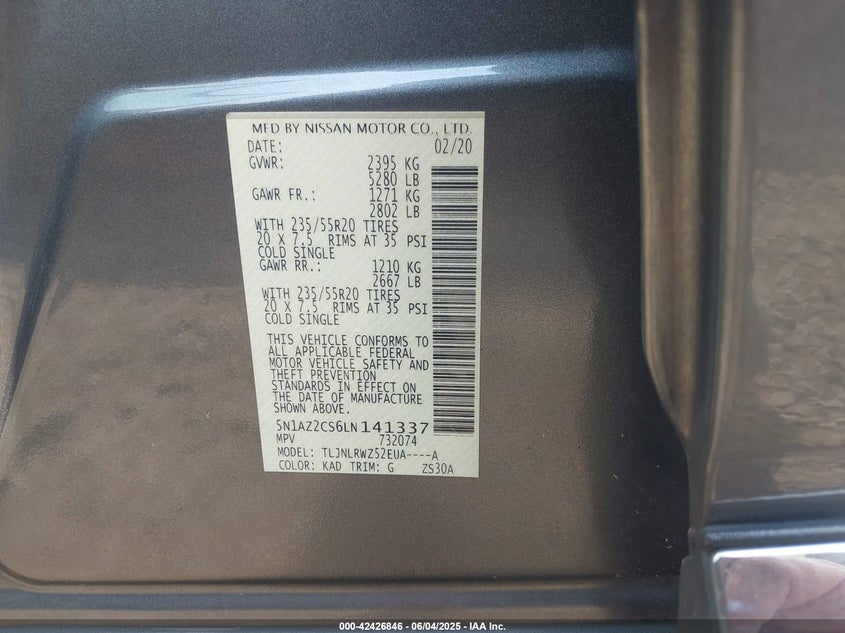 MFD BY NISSAN MOTOR CO., LTD.
DATE: 02/20
GVWR: 2395 KG
5280 LB
GAWR FR.: 1271 KG
2802 LB
WITH 235/55R20 TIRES
20 X 7.5 RIMS AT 35 PSI
COLD SINGLE
GAWR RR.: 1210 KG
2667 LB
WITH 235/55R20 TIRES
20 X 7.5 RIMS AT 35 PSI
COLD SINGLE
THIS VEHICLE CONFORMS TO
ALL APPLICABLE FEDERAL
MOTOR VEHICLE SAFETY AND
THEFT PREVENTION
STANDARDS IN EFFECT ON
THE DATE OF MANUFACTURE
SHOWN ABOVE.
5N1AZ2CS6LN141337
MPV 732074
MODEL: TLJNLRWZ52EUA----A
COLOR: KAD TRIM: G ZS30A
000-42426846 - 06/04/2025 - IAA Inc.